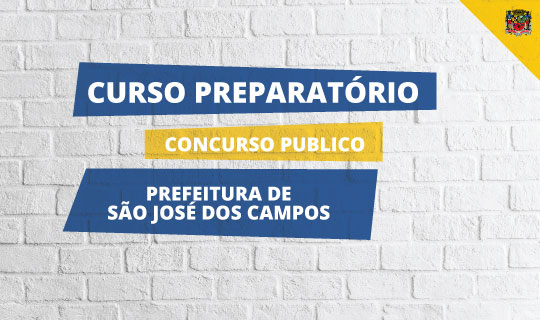 CURSO PREPARATÓRIO
CONCURSO PUBLICO
PREFEITURA DE
SÃO JOSÉ DOS CAMPOS